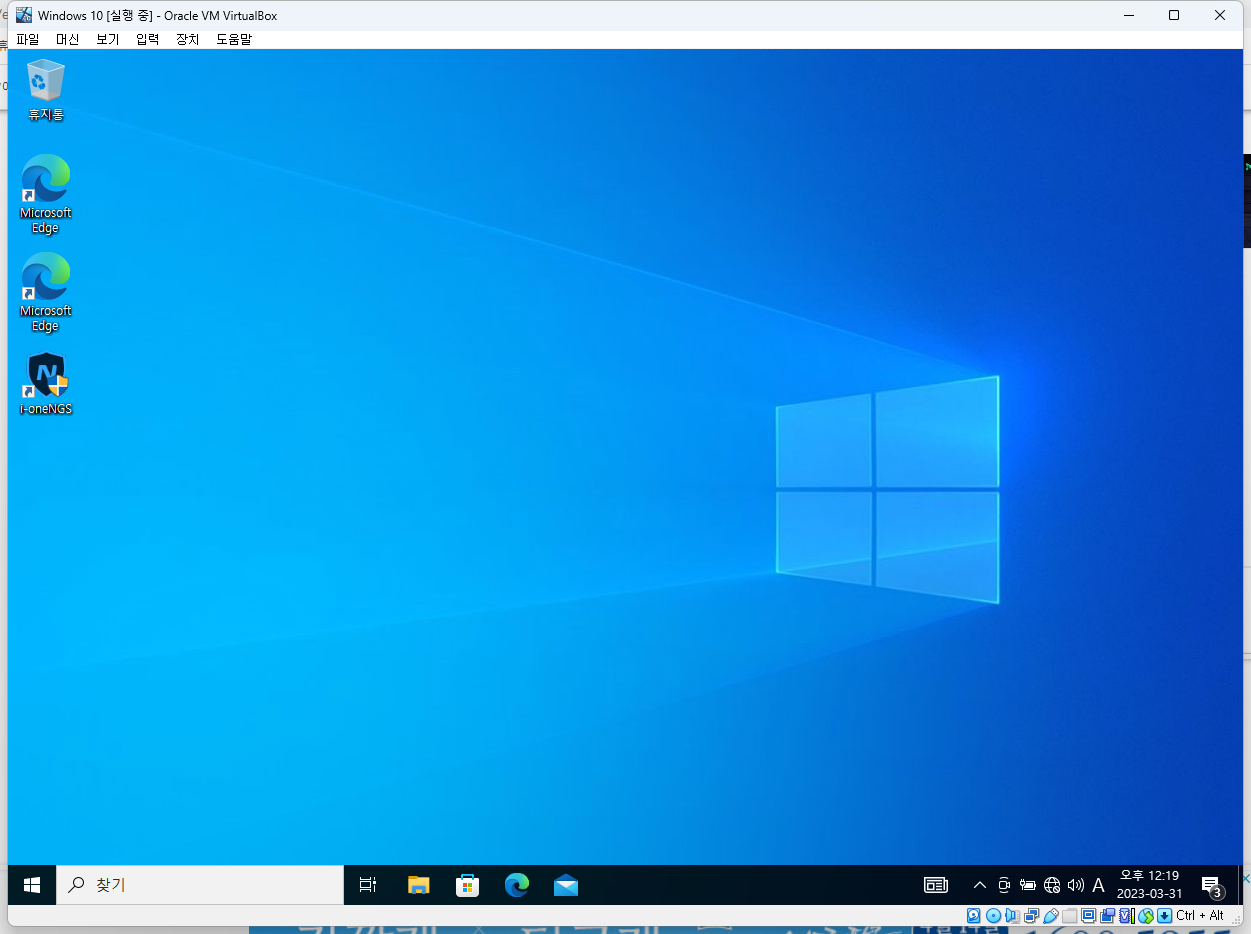 Windows 10 [실행 중] - Oracle VM VirtualBox
파일 머신 보기 입력 장치 도움말
휴지통
Microsoft
Edge
Microsoft
Edge
N
i-oneNGS
찾기
A
오후 12:19
2023-03-31
3
Ctrl + Alt